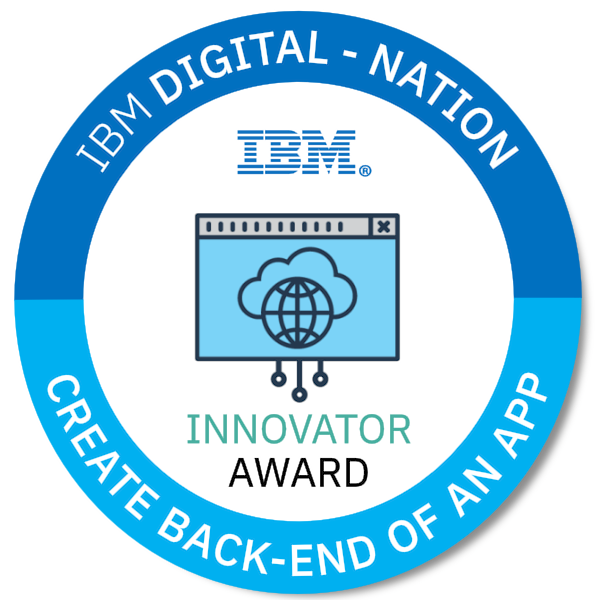 IBM DIGITAL - NATION
IBM®
INNOVATOR
AWARD
CREATE BACK-END OF AN APP